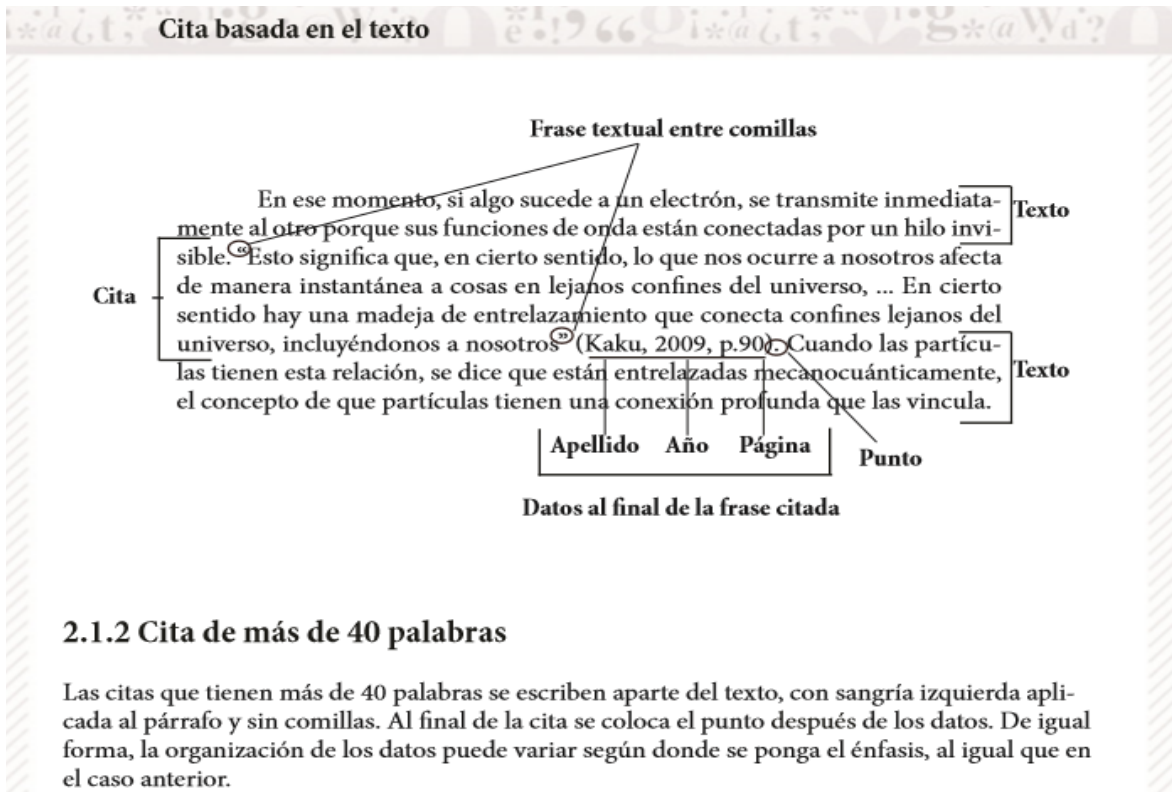 Cita basada en el texto
Frase textual entre comillas
En ese momento, si algo sucede a un electrón, se transmite inmediata-
mente al otro porque sus funciones de onda están conectadas por un hilo invi-
sible. “Esto significa que, en cierto sentido, lo que nos ocurre a nosotros afecta
de manera instantánea a cosas en lejanos confines del universo, ... En cierto
sentido hay una madeja de entrelazamiento que conecta confines lejanos del
universo, incluyéndonos a nosotros” (Kaku, 2009, p.90). Cuando las partícu-
las tienen esta relación, se dice que están entrelazadas mecanocuánticamente,
el concepto de que partículas tienen una conexión profunda que las vincula.
Texto
Cita
Texto
Apellido Año Página
Punto
Datos al final de la frase citada
2.1.2 Cita de más de 40 palabras
Las citas que tienen más de 40 palabras se escriben aparte del texto, con sangría izquierda apli-
cada al párrafo y sin comillas. Al final de la cita se coloca el punto después de los datos. De igual
forma, la organización de los datos puede variar según donde se ponga el énfasis, al igual que en
el caso anterior.